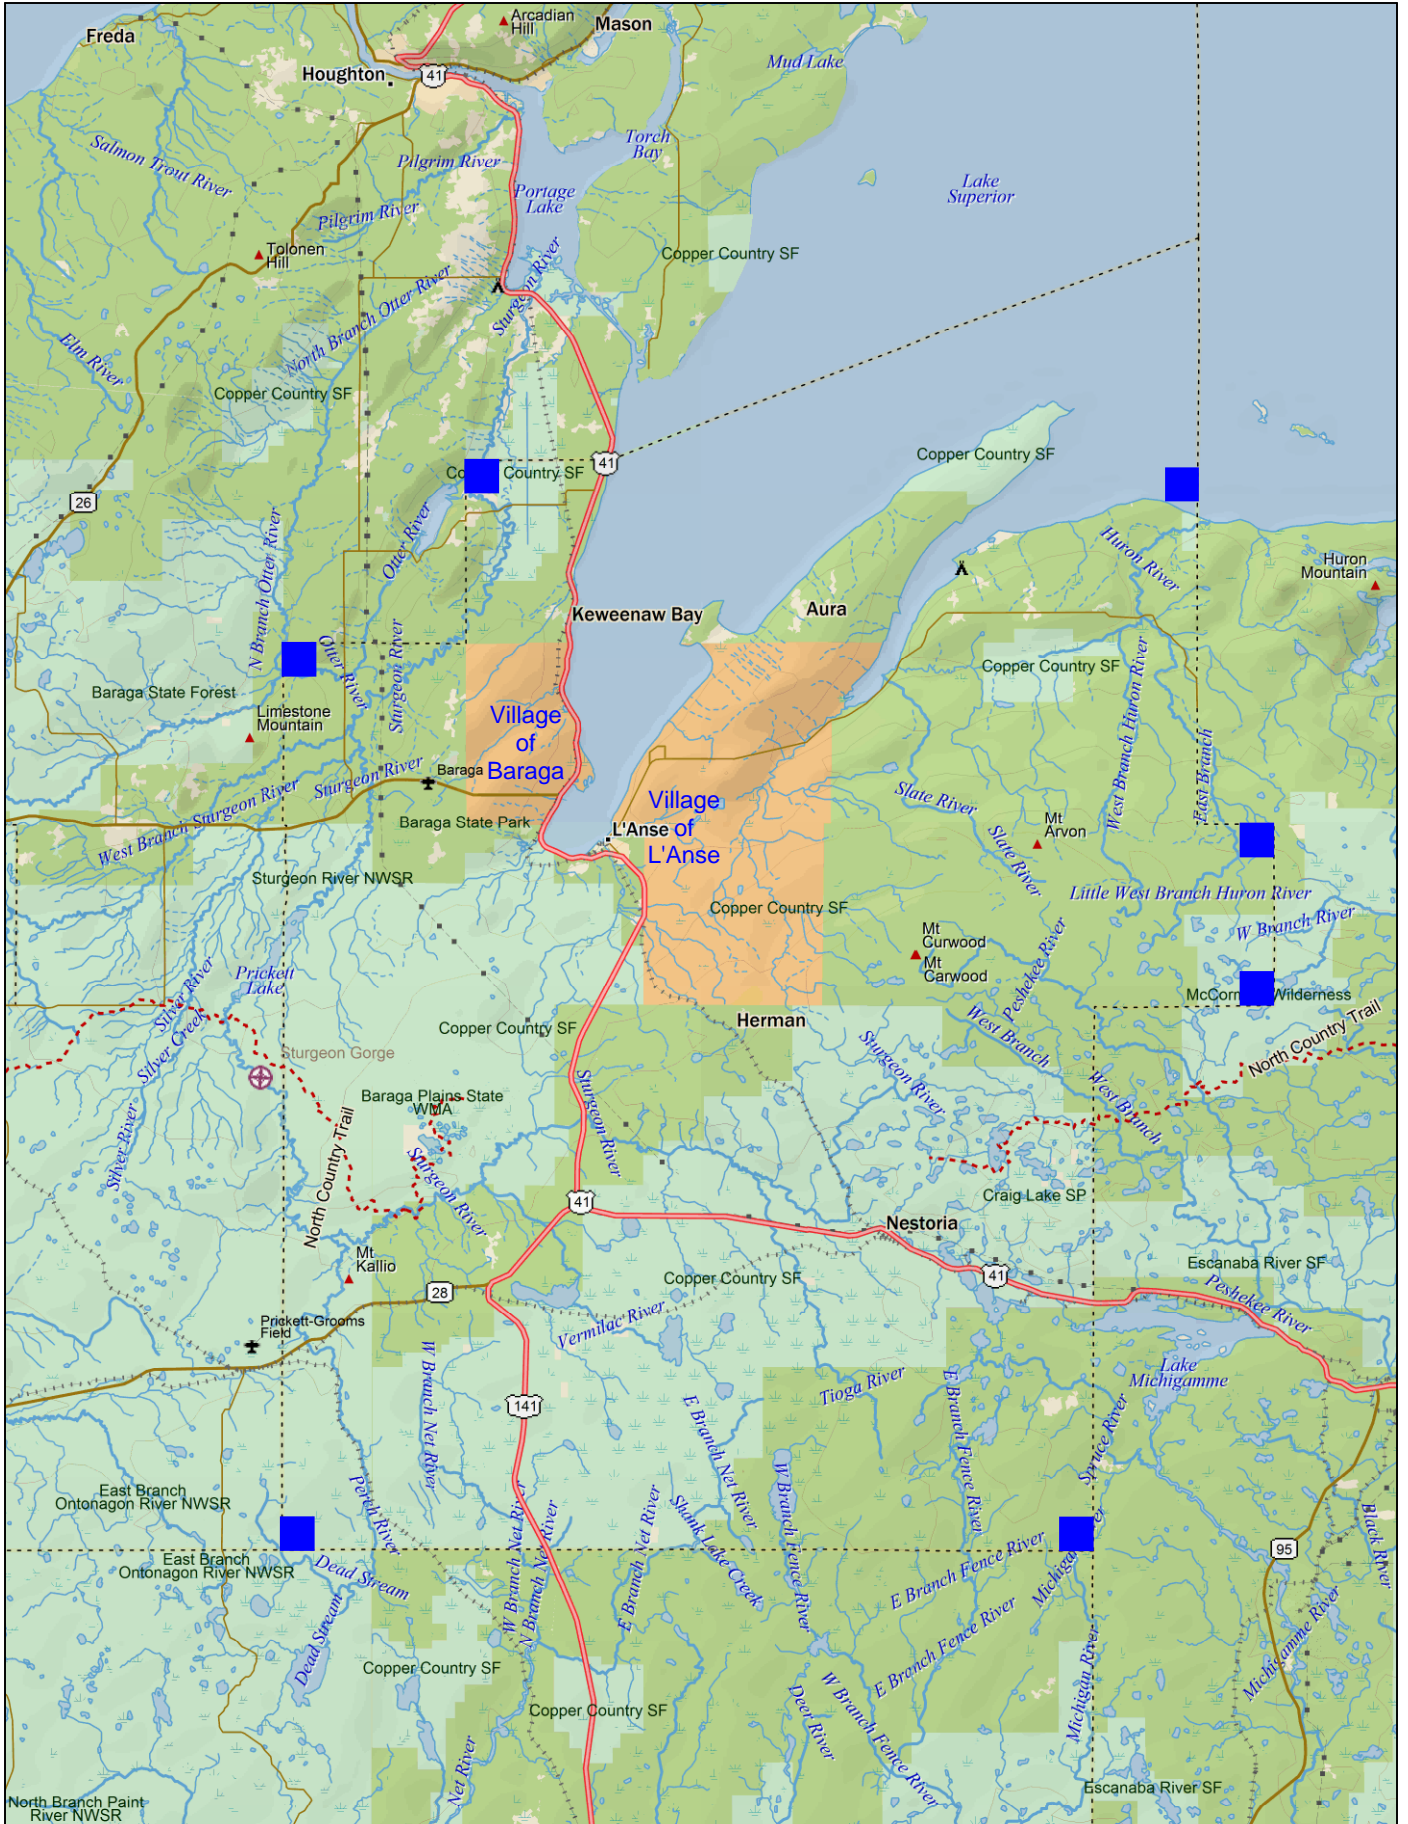 Arcadian
Hill
Mason
Freda
Mud Lake
Houghton
41
Torch
Bay
Salmon Trout River
Pilgrim River
Portage
Lake
Lake
Superior
Pilgrim River
Tolonen
Hill
Copper Country SF
North Branch Otter River
Sturgeon River
Elm River
Copper Country SF
Copper Country SF
41
Co Country SF
26
N Branch Otter River
Otter River
Huron River
Huron
Mountain
Keweenaw Bay
Aura
Otter River
Sturgeon River
West Branch Huron River
Copper Country SF
Baraga State Forest
Limestone
Mountain
Village
of
Baraga
East Branch
Baraga
Sturgeon River
West Branch Sturgeon River
Village
of
L'Anse
L'Anse
Slate River
Mt
Arvon
Baraga State Park
Slate River
Sturgeon River NWSR
Little West Branch Huron River
Copper Country SF
W Branch River
Mt
Curwood
Mt
Carwood
Peshekee River
Prickett
Lake
Silver River
McCor Wilderness
Herman
Copper Country SF
West Branch
North Country Trail
Silver Creek
Sturgeon Gorge
Sturgeon River
Sturgeon River
West Branch
Baraga Plains State
WMA
Silver River
North Country Trail
Sturgeon River
Craig Lake SP
41
Nestoria
Mt
Kallio
Escanaba River SF
Copper Country SF
41
28
Peshekee River
Prickett-Grooms
Field
Vermilac River
W Branch Net River
Lake
Michigamme
Tioga River
E Branch Fence River
141
E Branch Net River
Spruce River
W Branch Fence River
East Branch
Ontonagon River NWSR
Perch River
W Branch Net River
N Branch Net River
E Branch Net River
Shank Lake Creek
Black River
95
East Branch
Ontonagon River NWSR
Dead Stream
E Branch Fence River
Michiga er
Dead Stream
E Branch Fence River
Michigamme River
Michigan River
Copper Country SF
Copper Country SF
Deer River
W Branch Fence River
Net River
Escanaba River SF
North Branch Paint
River NWSR